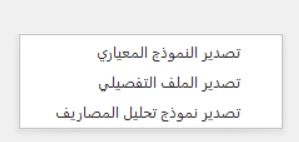 تصدير النموذج المعياري
تصدير الملف التفصيلي
تصدير نموذج تحليل المصاريف